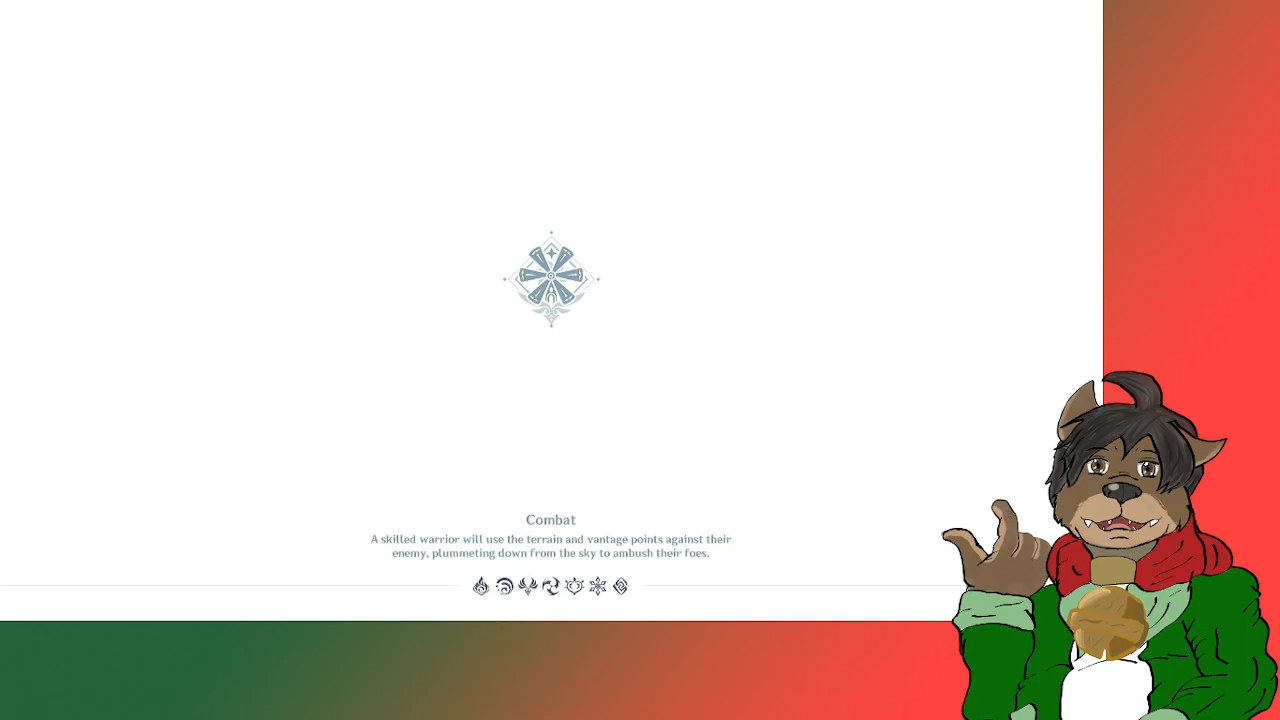 Combat
A skilled warrior will use the terrain and vantage points against their
enemy, plummeting down from the sky to ambush their foes.